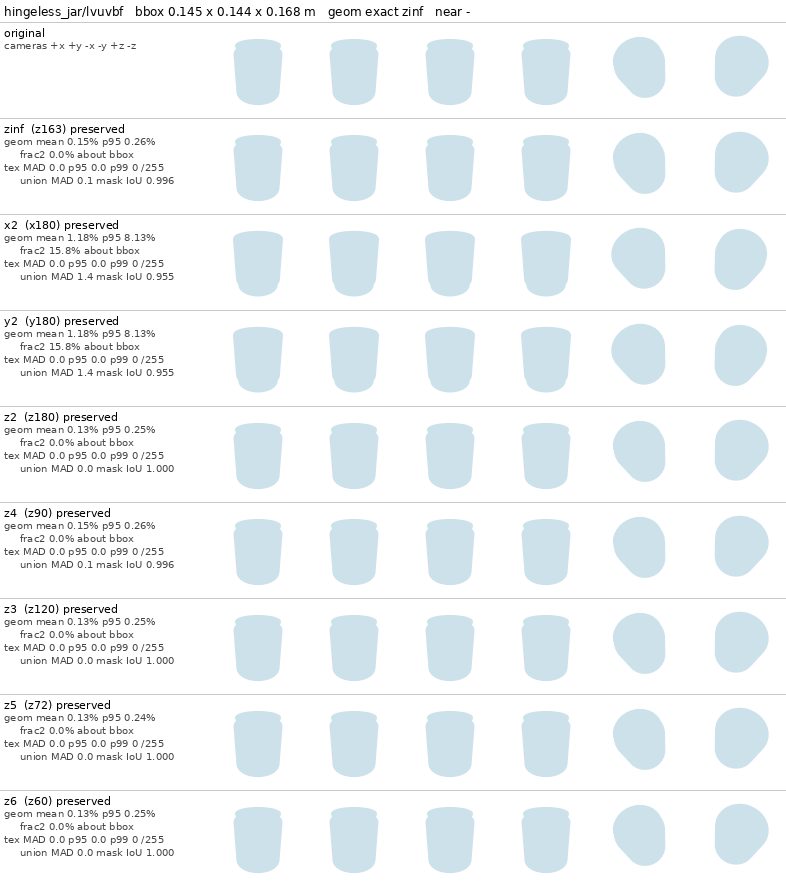 hingeless_jar/lvuvbf bbox 0.145 x 0.144 x 0.168 m geom exact zinf near -
original
cameras +x +y -x -y +z -z
zinf (z163) preserved
geom mean 0.15% p95 0.26%
frac2 0.0% about bbox
tex MAD 0.0 p95 0.0 p99 0 /255
union MAD 0.1 mask IoU 0.996
x2 (x180) preserved
geom mean 1.18% p95 8.13%
frac2 15.8% about bbox
tex MAD 0.0 p95 0.0 p99 0 /255
union MAD 1.4 mask IoU 0.955
y2 (y180) preserved
geom mean 1.18% p95 8.13%
frac2 15.8% about bbox
tex MAD 0.0 p95 0.0 p99 0 /255
union MAD 1.4 mask IoU 0.955
z2 (z180) preserved
geom mean 0.13% p95 0.25%
frac2 0.0% about bbox
tex MAD 0.0 p95 0.0 p99 0 /255
union MAD 0.0 mask IoU 1.000
z4 (z90) preserved
geom mean 0.15% p95 0.26%
frac2 0.0% about bbox
tex MAD 0.0 p95 0.0 p99 0 /255
union MAD 0.1 mask IoU 0.996
z3 (z120) preserved
geom mean 0.13% p95 0.25%
frac2 0.0% about bbox
tex MAD 0.0 p95 0.0 p99 0 /255
union MAD 0.0 mask IoU 1.000
z5 (z72) preserved
geom mean 0.13% p95 0.24%
frac2 0.0% about bbox
tex MAD 0.0 p95 0.0 p99 0 /255
union MAD 0.0 mask IoU 1.000
z6 (z60) preserved
geom mean 0.13% p95 0.25%
frac2 0.0% about bbox
tex MAD 0.0 p95 0.0 p99 0 /255
union MAD 0.0 mask IoU 1.000